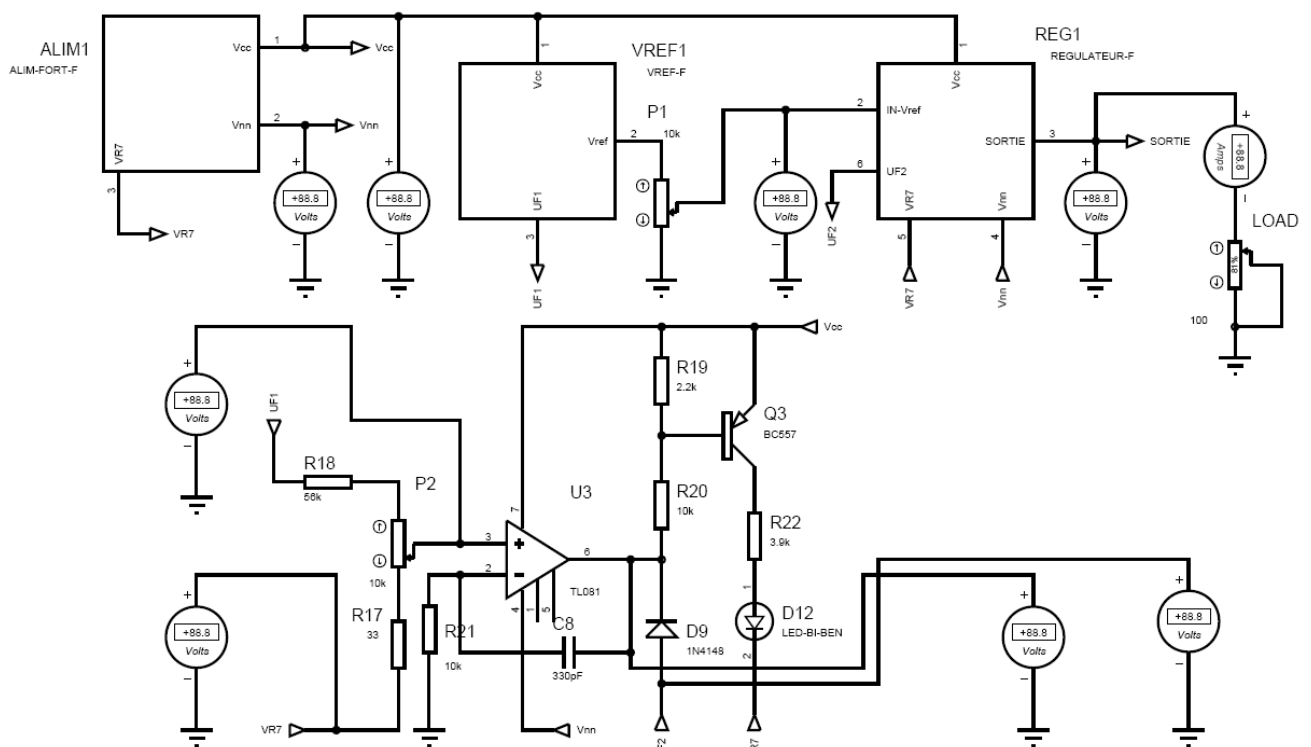 ALIM1
ALIM-FORT-F
Vcc
1
Vcc
Vnn
2
Vnn
VR7
3
VR7
+88.8
Volts
+88.8
Volts
VREF1
VREF-F
1
Vcc
Vref
2
UF1
3
UF1
P1
10k
+88.8
Volts
REG1
REGULATEUR-F
1
Vcc
2
IN-Vref
SORTIE
3
SORTIE
6
UF2
UF2
VR7
5
VR7
Vnn
4
Vnn
+88.8
Volts
+88.8
Amps
LOAD
81%
100
+88.8
Volts
UF1
R18
56k
P2
10k
R17
33
+88.8
Volts
VR7
R21
10k
U3
3
2
7
6
4
1
5
TL081
C8
330pF
Vnn
Vcc
R19
2.2k
R20
10k
Q3
BC557
R22
3.9k
D9
1N4148
1
D12
LED-BI-BEN
2
+88.8
Volts
+88.8
Volts